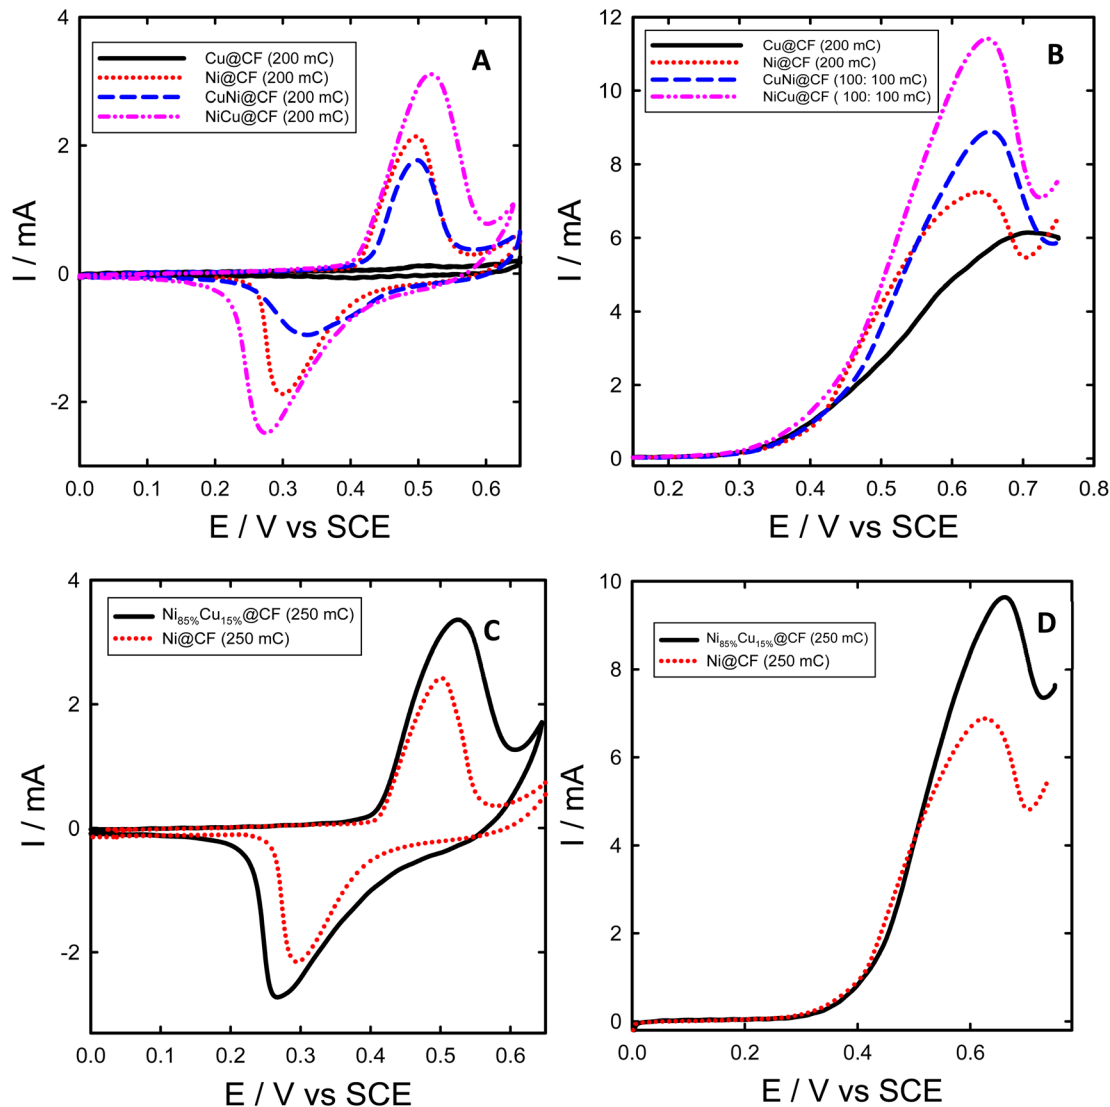 A
Cu@CF (200 mC)
Ni@CF (200 mC)
CuNi@CF (200 mC)
NiCu@CF (200 mC)
I / mA
4
2
0
-2
0.0 0.1 0.2 0.3 0.4 0.5 0.6
E / V vs SCE
B
Cu@CF (200 mC)
Ni@CF (200 mC)
CuNi@CF (100: 100 mC)
NiCu@CF ( 100: 100 mC)
I / mA
12
10
8
6
4
2
0
0.2 0.3 0.4 0.5 0.6 0.7 0.8
E / V vs SCE
C
Ni85%Cu15%@CF (250 mC)
Ni@CF (250 mC)
I / mA
4
2
0
-2
0.0 0.1 0.2 0.3 0.4 0.5 0.6
E / V vs SCE
D
Ni85%Cu15%@CF (250 mC)
Ni@CF (250 mC)
I / mA
10
8
6
4
2
0
0.0 0.2 0.4 0.6
E / V vs SCE